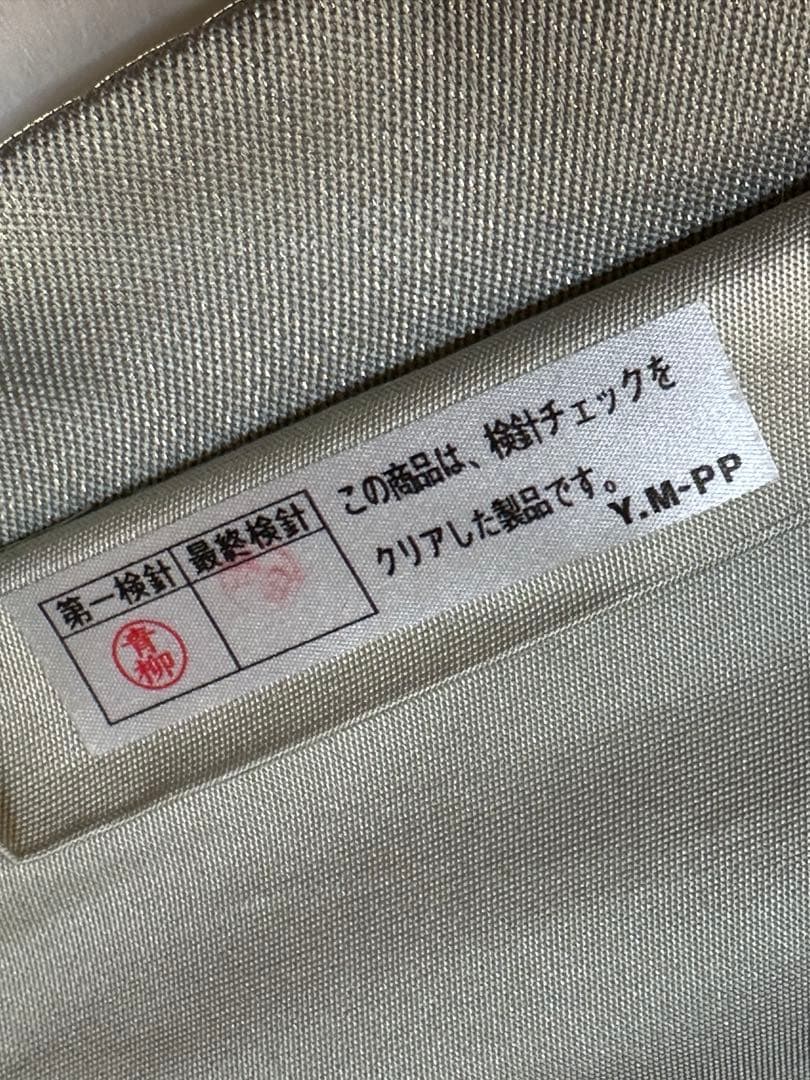 第一検針 最終検針
青柳
この商品は、検針チェックを
クリアした製品です。
Y.M-PP